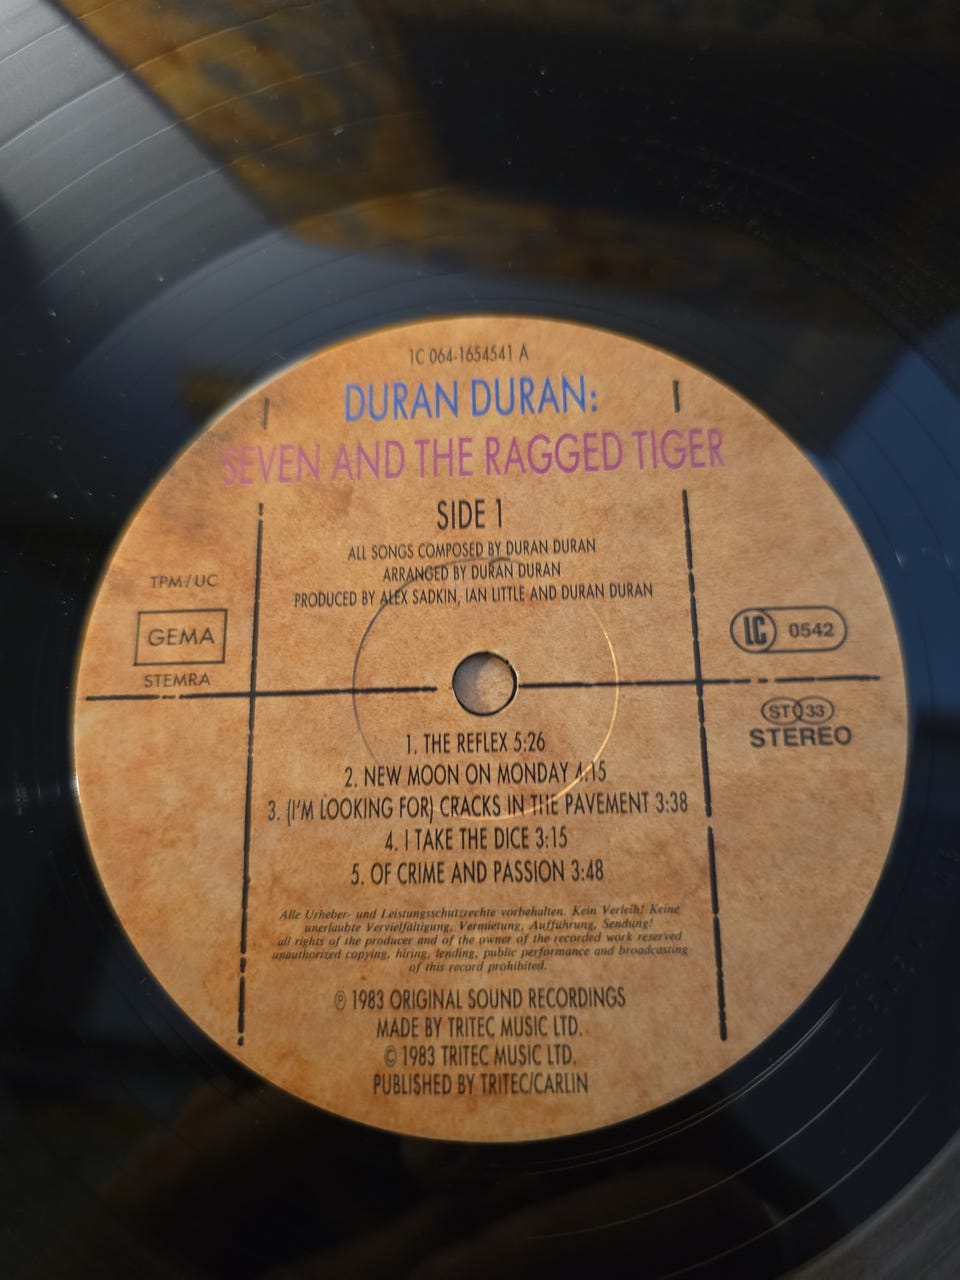 1C 064-1654541 A
DURAN DURAN:
SEVEN AND THE RAGGED TIGER
SIDE 1
ALL SONGS COMPOSED BY DURAN DURAN
ARRANGED BY DURAN DURAN
PRODUCED BY ALEX SADKIN, IAN LITTLE AND DURAN DURAN
TPM/UC
GEMA
STEMRA
LC 0542
ST 33
STEREO
1. THE REFLEX 5:26
2. NEW MOON ON MONDAY 4:15
3. (I'M LOOKING FOR) CRACKS IN THE PAVEMENT 3:38
4. I TAKE THE DICE 3:15
5. OF CRIME AND PASSION 3:48
Alle Urheber- und Leistungsschutzrechte vorbehalten. Kein Verleih! Keine
unerlaubte Vervielfältigung, Vermietung, Aufführung, Sendung!
all rights of the producer and of the owner of the recorded work reserved
unauthorized copying, hiring, lending, public performance and broadcasting
of this record prohibited.
℗ 1983 ORIGINAL SOUND RECORDINGS
MADE BY TRITEC MUSIC LTD.
© 1983 TRITEC MUSIC LTD.
PUBLISHED BY TRITEC/CARLIN